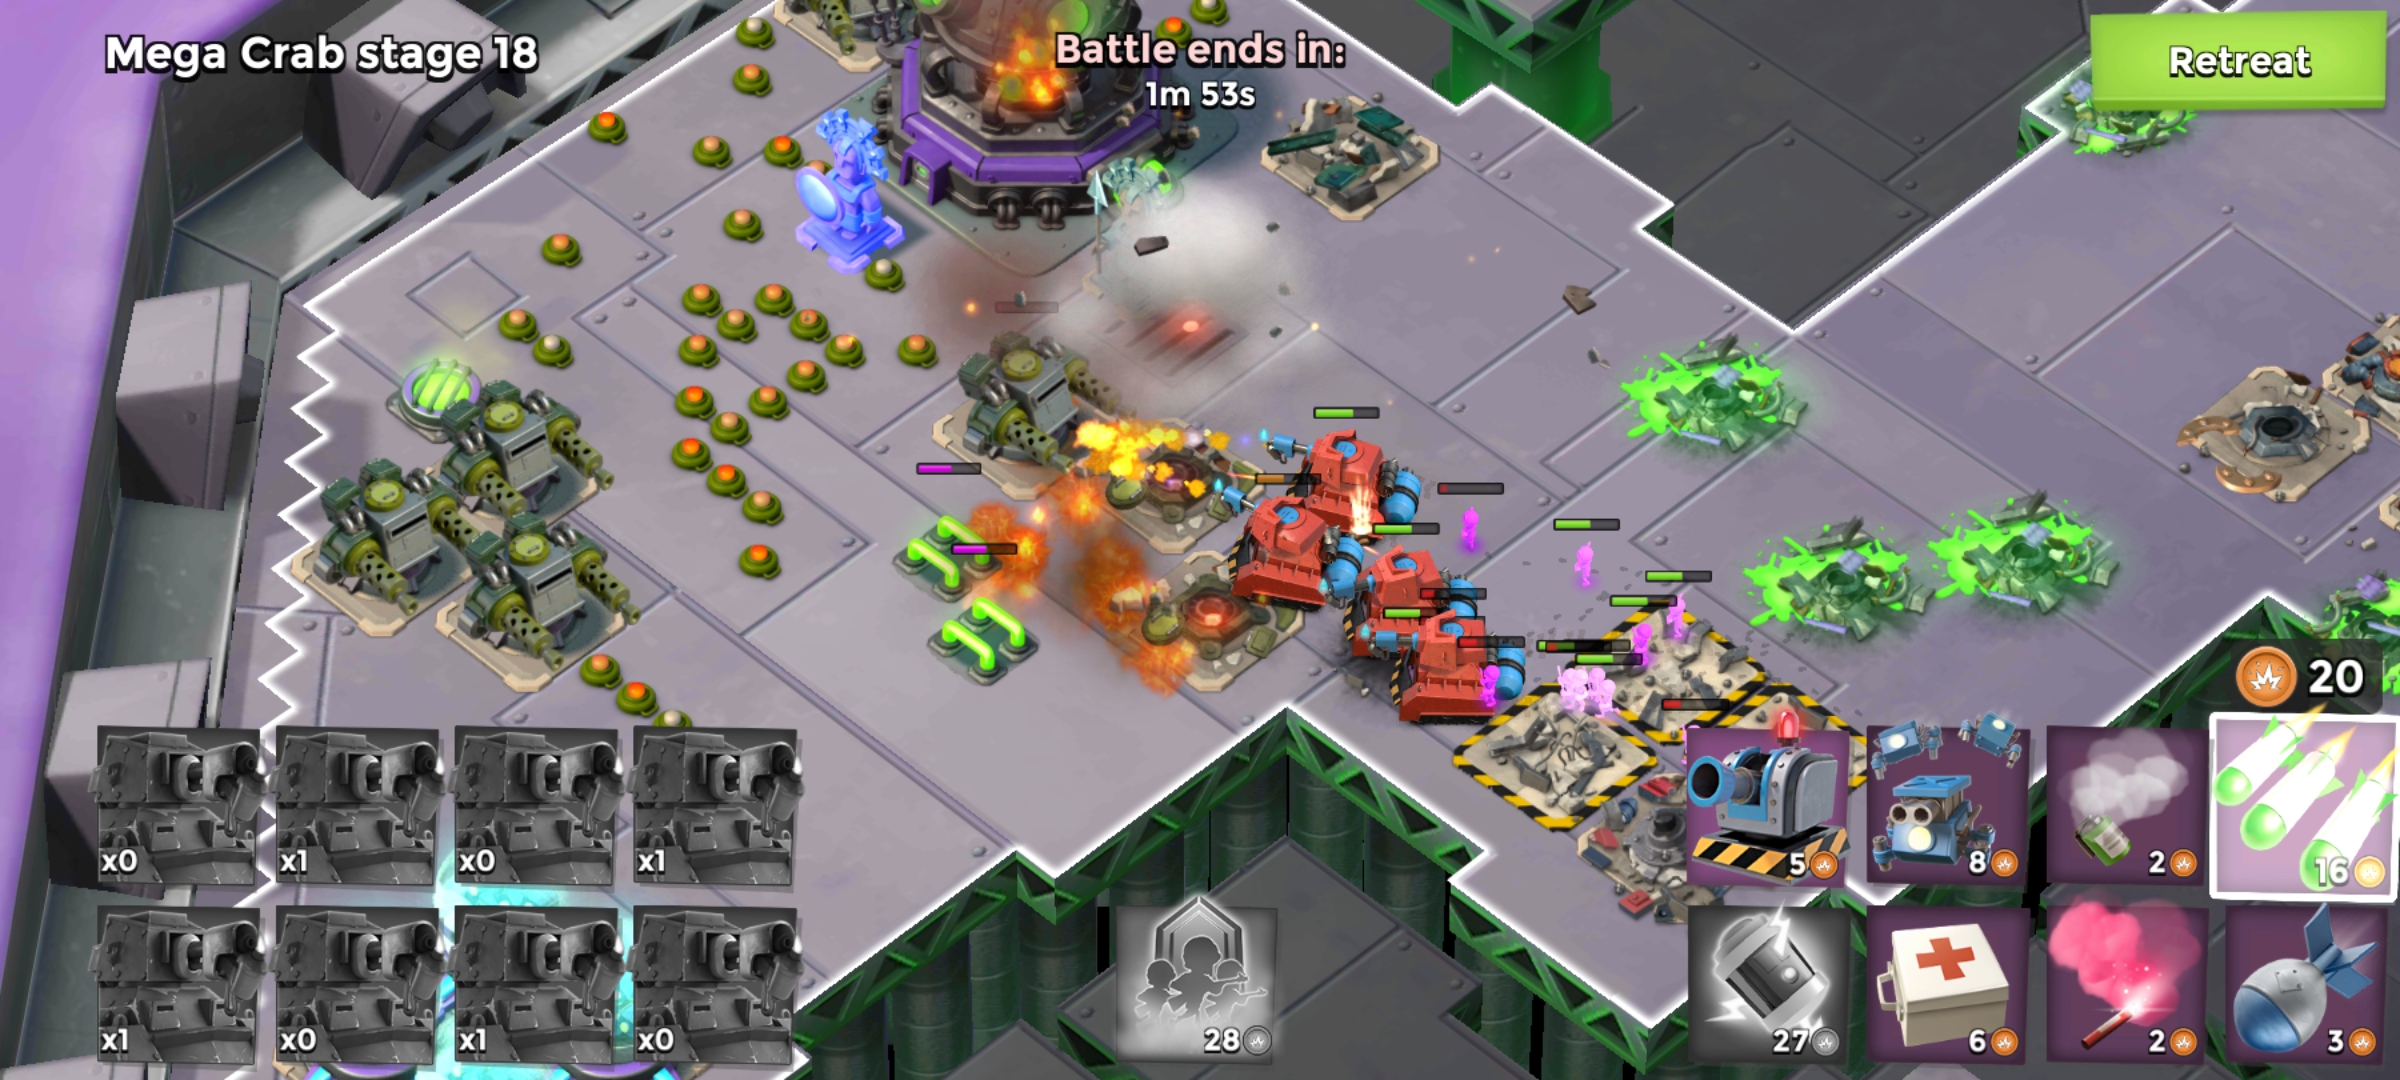 Mega Crab stage 18
Battle ends in:
1m 53s
Retreat
20
x0
x1
x0
x1
5
8
2
16
x1
x0
x1
x0
28
27
6
2
3